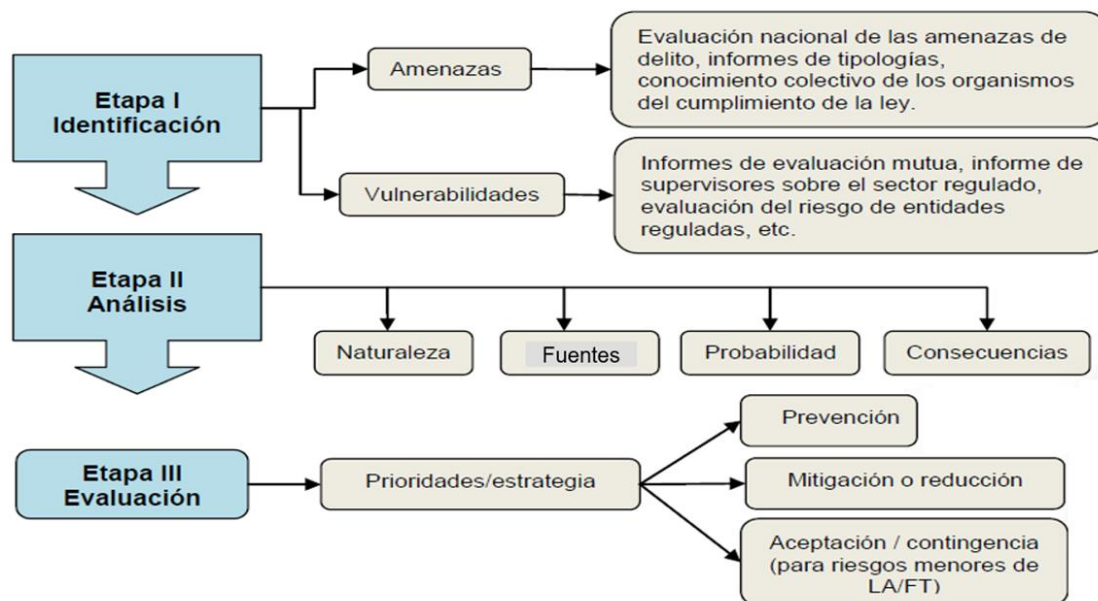 Etapa I
Identificación
Amenazas
Evaluación nacional de las amenazas de
delito, informes de tipologías,
conocimiento colectivo de los organismos
del cumplimiento de la ley.
Vulnerabilidades
Informes de evaluación mutua, informe de
supervisores sobre el sector regulado,
evaluación del riesgo de entidades
reguladas, etc.
Etapa II
Análisis
Naturaleza
Fuentes
Probabilidad
Consecuencias
Etapa III
Evaluación
Prioridades/estrategia
Prevención
Mitigación o reducción
Aceptación / contingencia
(para riesgos menores de
LA/FT)